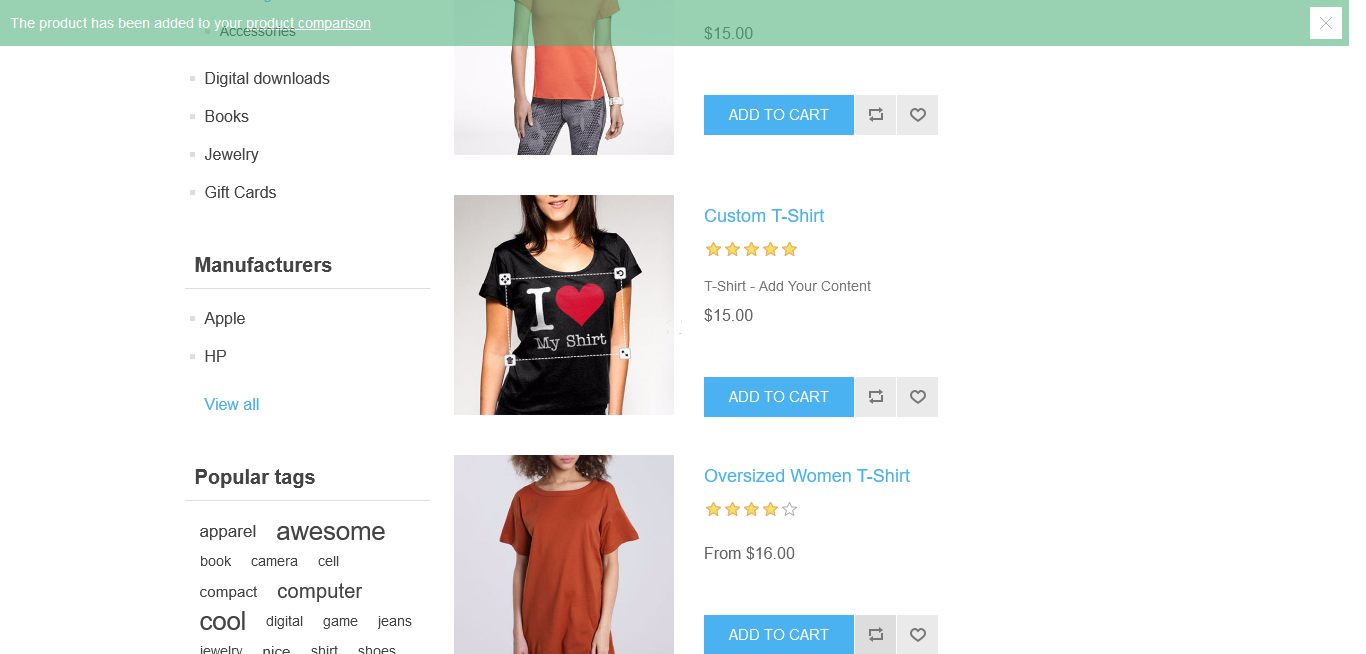 The product has been added to your product comparison
Accessories
Digital downloads
Books
Jewelry
Gift Cards
Manufacturers
Apple
HP
View all
Popular tags
apparel awesome
book camera cell
compact computer
cool digital game jeans
jewelry nice shirt shoes
$15.00
ADD TO CART
I
My Shirt
Custom T-Shirt
T-Shirt - Add Your Content
$15.00
ADD TO CART
Oversized Women T-Shirt
From $16.00
ADD TO CART